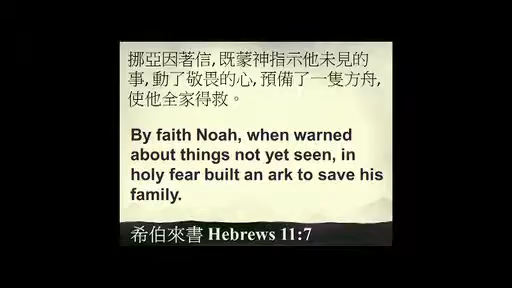 挪亞因著信, 既蒙神指示他未見的
事, 動了敬畏的心, 預備了一隻方舟,
使他全家得救。
By faith Noah, when warned
about things not yet seen, in
holy fear built an ark to save his
family.
希伯來書 Hebrews 11:7